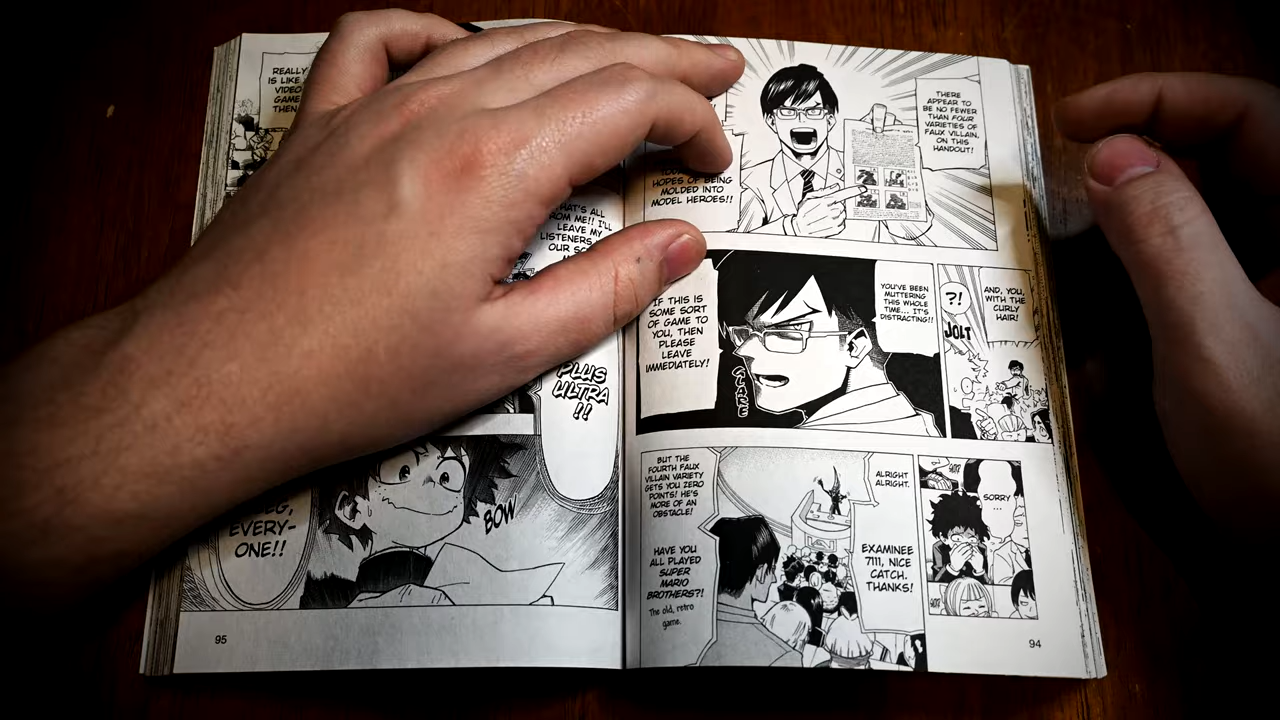 THERE
APPEAR TO
BE NO FEWER
THAN FOUR
VARIETIES OF
FAUX VILLAIN,
ON THIS
HANDOUT!
HOPES OF BEING
MOLDED INTO
MODEL HEROES!!
AND, YOU,
WITH THE
CURLY
HAIR!
?!
JOLT
YOU'VE BEEN
MUTTERING
THIS WHOLE
TIME... IT'S
DISTRACTING!!
IF THIS IS
SOME SORT
OF GAME TO
YOU, THEN
PLEASE
LEAVE
IMMEDIATELY!
GLARE
SORRY
...
ALRIGHT
ALRIGHT.
EXAMINEE
7111, NICE
CATCH.
THANKS!
BUT THE
FOURTH FAUX
VILLAIN VARIETY
GETS YOU ZERO
POINTS! HE'S
MORE OF AN
OBSTACLE!
HAVE YOU
ALL PLAYED
SUPER
MARIO
BROTHERS?!
The old, retro
game.
94
REALLY
IS LIKE
VIDEO
GAME
THEN
THAT'S ALL
FROM ME!! I'LL
LEAVE MY
LISTENERS
OUR
PLUS
ULTRA
!!
BOW
EVERY-
ONE!!
95